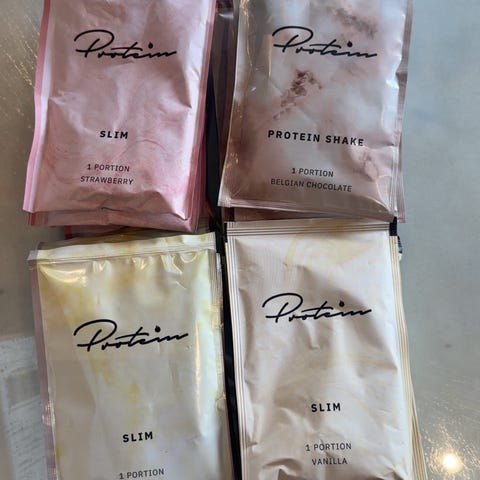 Protein
SLIM
1 PORTION
STRAWBERRY
Protein
PROTEIN SHAKE
1 PORTION
BELGIAN CHOCOLATE
Protein
SLIM
1 PORTION
Protein
SLIM
1 PORTION
VANILLA